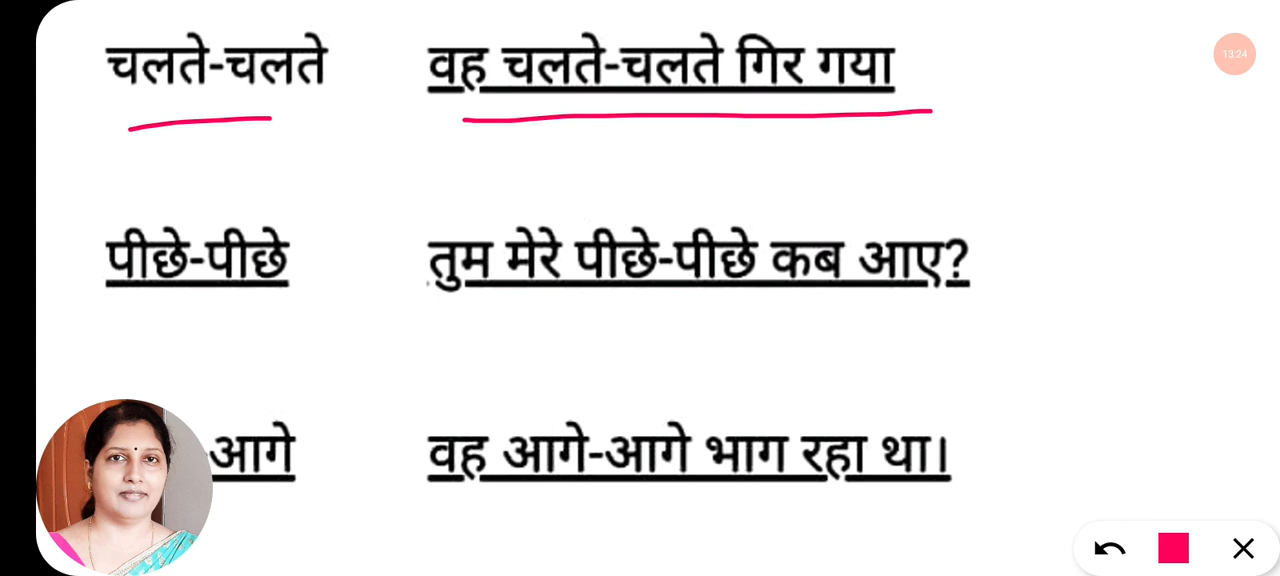 चलते-चलते वह चलते-चलते गिर गया
13:24
पीछे-पीछे तुम मेरे पीछे-पीछे कब आए?
-आगे वह आगे-आगे भाग रहा था।